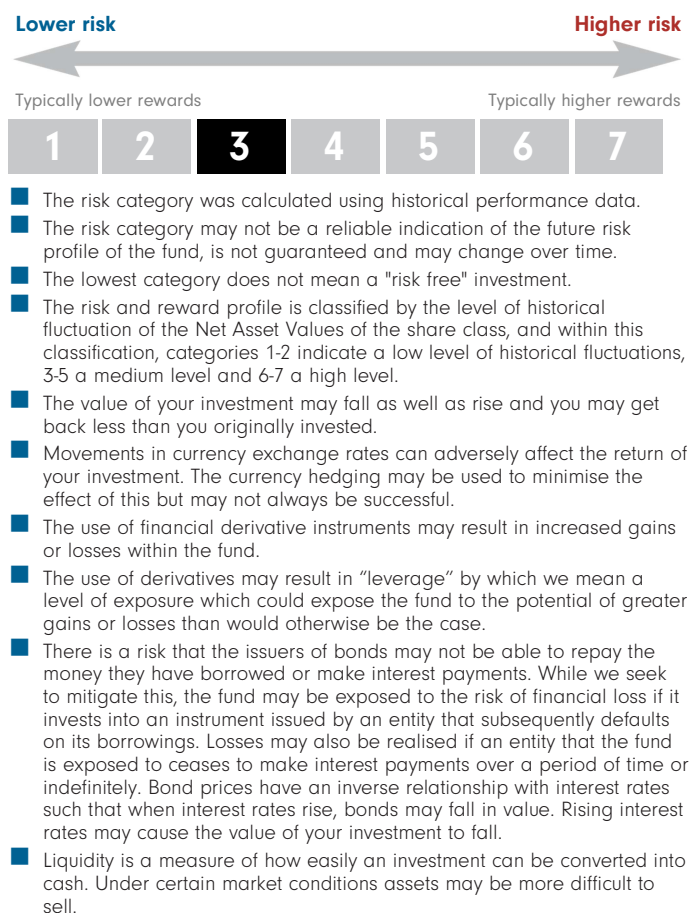 Lower risk Higher risk
Typically lower rewards Typically higher rewards
1 2 3 4 5 6 7
The risk category was calculated using historical performance data.
The risk category may not be a reliable indication of the future risk
profile of the fund, is not guaranteed and may change over time.
The lowest category does not mean a "risk free" investment.
The risk and reward profile is classified by the level of historical
fluctuation of the Net Asset Values of the share class, and within this
classification, categories 1-2 indicate a low level of historical fluctuations,
3-5 a medium level and 6-7 a high level.
The value of your investment may fall as well as rise and you may get
back less than you originally invested.
Movements in currency exchange rates can adversely affect the return of
your investment. The currency hedging may be used to minimise the
effect of this but may not always be successful.
The use of financial derivative instruments may result in increased gains
or losses within the fund.
The use of derivatives may result in “leverage” by which we mean a
level of exposure which could expose the fund to the potential of greater
gains or losses than would otherwise be the case.
There is a risk that the issuers of bonds may not be able to repay the
money they have borrowed or make interest payments. While we seek
to mitigate this, the fund may be exposed to the risk of financial loss if it
invests into an instrument issued by an entity that subsequently defaults
on its borrowings. Losses may also be realised if an entity that the fund
is exposed to ceases to make interest payments over a period of time or
indefinitely. Bond prices have an inverse relationship with interest rates
such that when interest rates rise, bonds may fall in value. Rising interest
rates may cause the value of your investment to fall.
Liquidity is a measure of how easily an investment can be converted into
cash. Under certain market conditions assets may be more difficult to
sell.